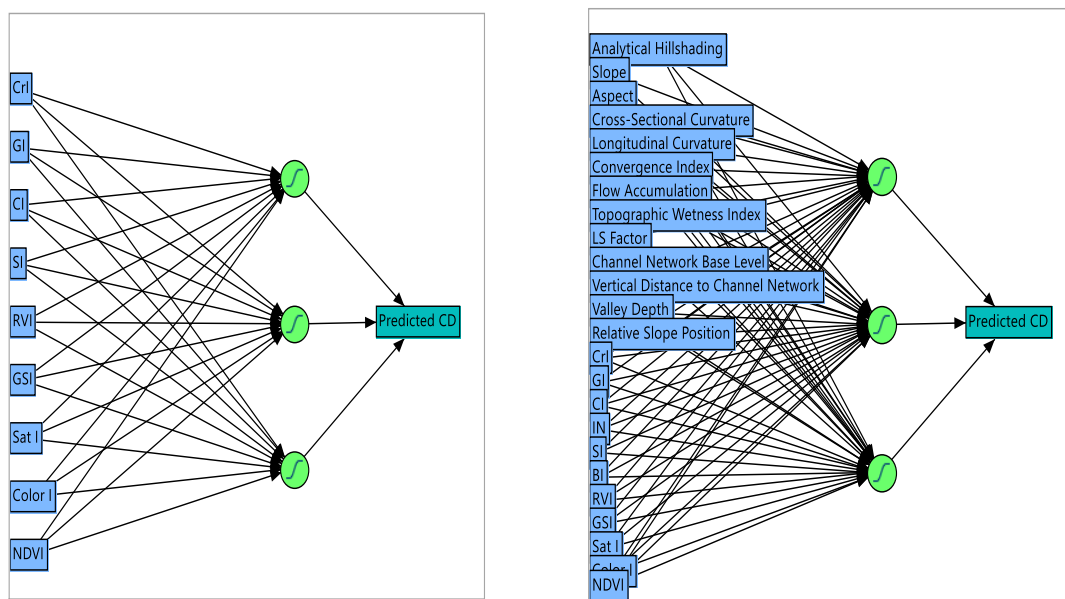 CrI
GI
CI
SI
RVI
GSI
Sat I
Color I
NDVI
Predicted CD
Analytical Hillshading
Slope
Aspect
Cross-Sectional Curvature
Longitudinal Curvature
Convergence Index
Flow Accumulation
Topographic Wetness Index
LS Factor
Channel Network Base Level
Vertical Distance to Channel Network
Valley Depth
Relative Slope Position
CrI
GI
CI
IN
SI
BI
RVI
GSI
Sat I
Color I
NDVI
Predicted CD